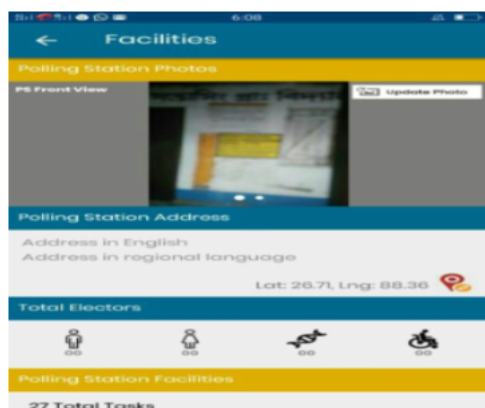 6:08
Facilities
Polling Station Photos
PS Front View
Update Photo
Polling Station Address
Address in English
Address in regional language
Lat: 26.71, Lng: 88.36
Total Electors
00 00 00 00
Polling Station Facilities
27 Total Tasks